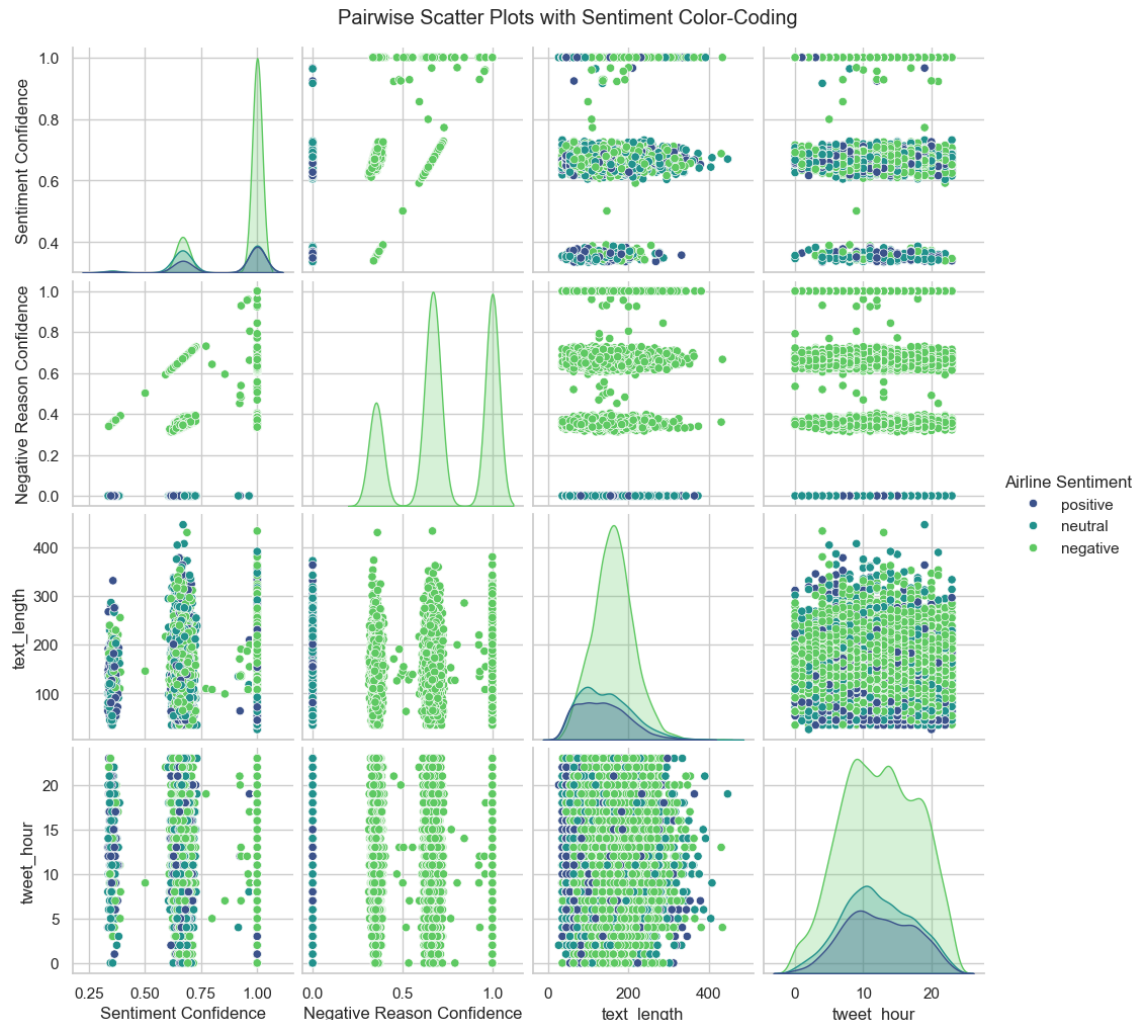 Pairwise Scatter Plots with Sentiment Color-Coding
Sentiment Confidence
1.0
0.8
0.6
0.4
Negative Reason Confidence
1.0
0.8
0.6
0.4
0.2
0.0
Airline Sentiment
positive
neutral
negative
text_length
400
300
200
100
tweet_hour
20
15
10
5
0
0.25 0.50 0.75 1.00
0.0 0.5 1.0
0 200 400
0 10 20
Sentiment Confidence
Negative Reason Confidence
text_length
tweet_hour